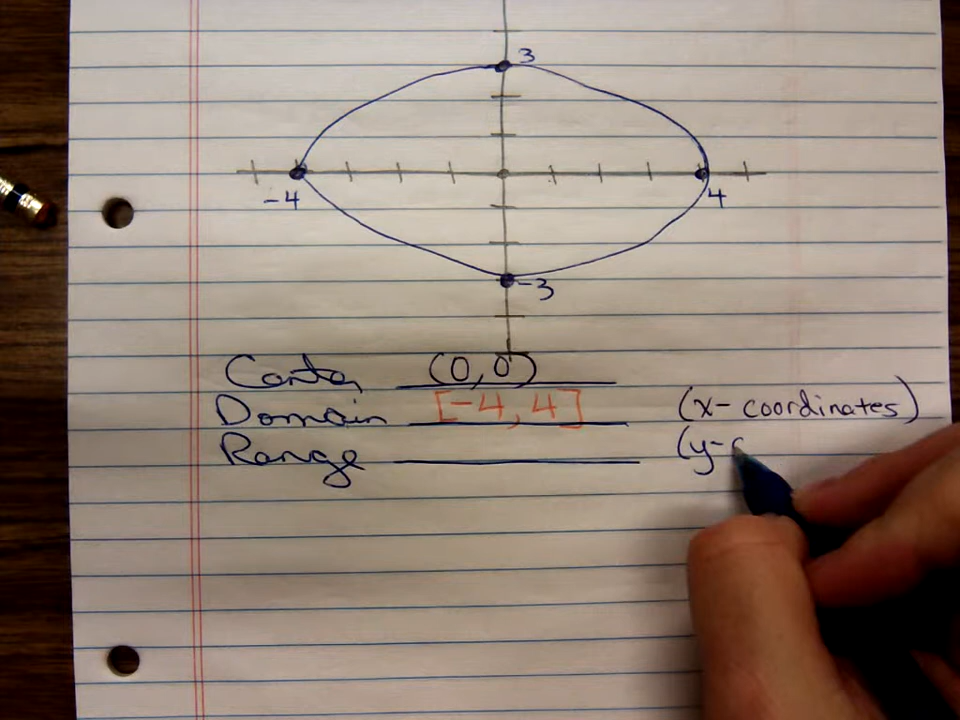 3
-4
4
-3
Center (0,0)
Domain [-4, 4] (x-coordinates)
Range (y-c